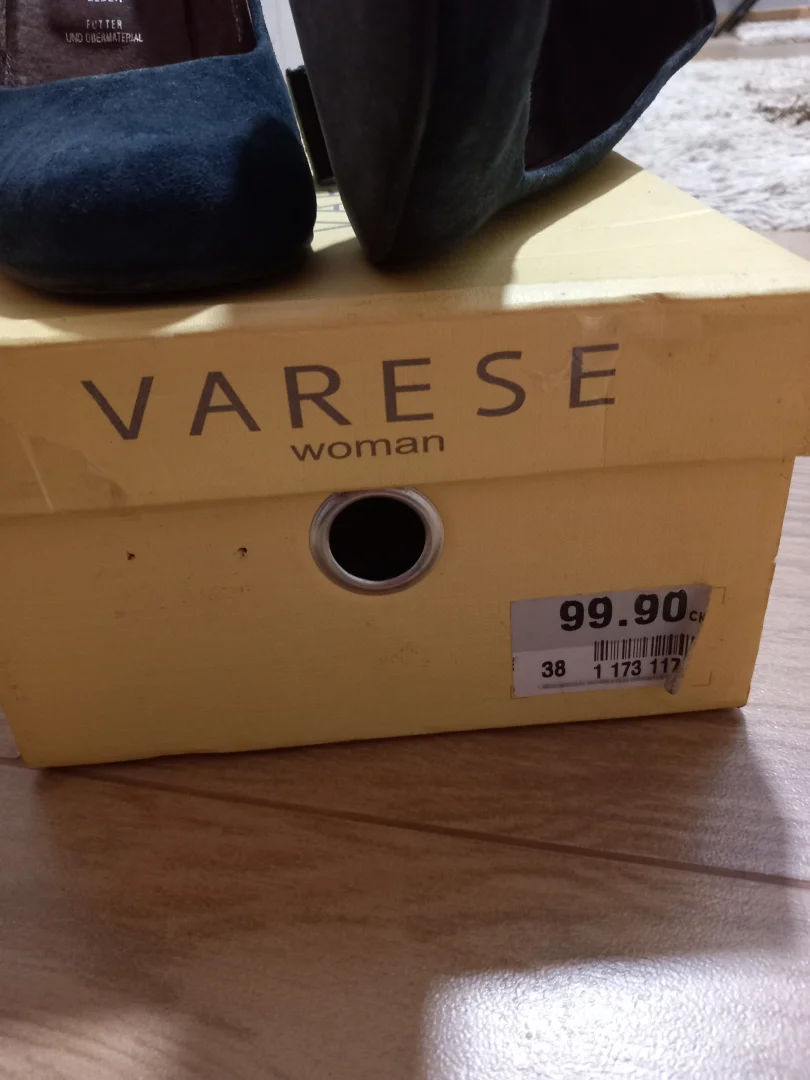 FUTTER
UND OBERMATERIAL
VARESE
woman
99.90
38 1 173 117